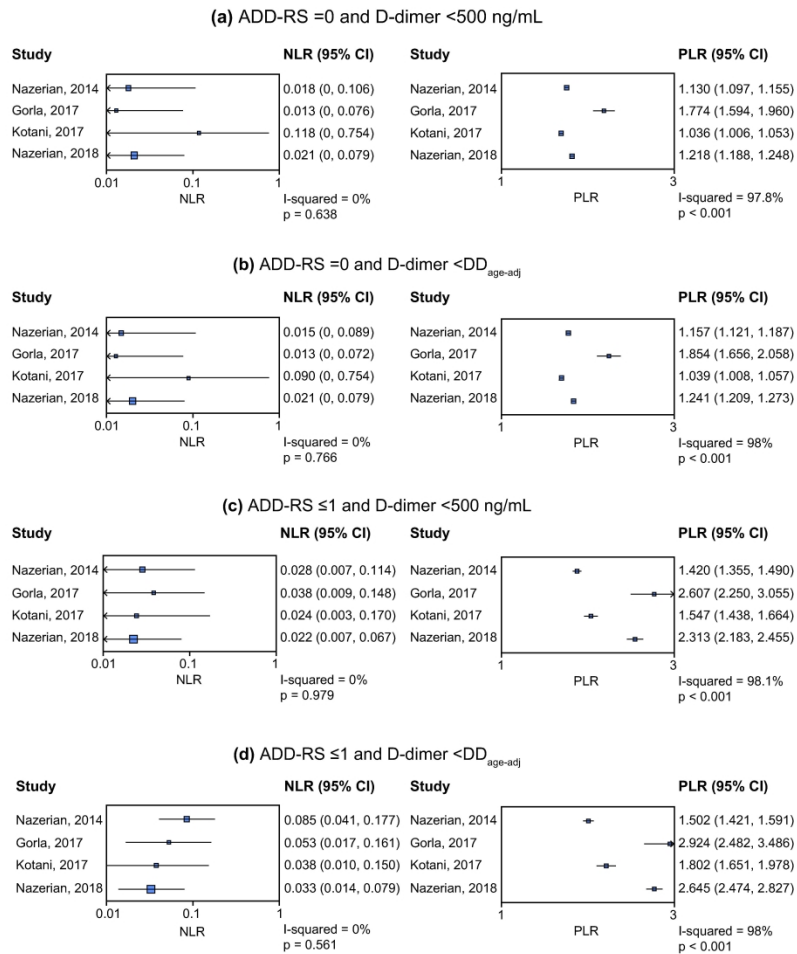 (a) ADD-RS =0 and D-dimer <500 ng/mL
Study NLR (95% CI) Study PLR (95% CI)
Nazerian, 2014 0.018 (0, 0.106) Nazerian, 2014 1.130 (1.097, 1.155)
Gorla, 2017 0.013 (0, 0.076) Gorla, 2017 1.774 (1.594, 1.960)
Kotani, 2017 0.118 (0, 0.754) Kotani, 2017 1.036 (1.006, 1.053)
Nazerian, 2018 0.021 (0, 0.079) Nazerian, 2018 1.218 (1.188, 1.248)
0.01 0.1 1 1 3
NLR I-squared = 0% PLR I-squared = 97.8%
p = 0.638 p < 0.001
(b) ADD-RS =0 and D-dimer <DDage-adj
Study NLR (95% CI) Study PLR (95% CI)
Nazerian, 2014 0.015 (0, 0.089) Nazerian, 2014 1.157 (1.121, 1.187)
Gorla, 2017 0.013 (0, 0.072) Gorla, 2017 1.854 (1.656, 2.058)
Kotani, 2017 0.090 (0, 0.754) Kotani, 2017 1.039 (1.008, 1.057)
Nazerian, 2018 0.021 (0, 0.079) Nazerian, 2018 1.241 (1.209, 1.273)
0.01 0.1 1 1 3
NLR I-squared = 0% PLR I-squared = 98%
p = 0.766 p < 0.001
(c) ADD-RS ≤1 and D-dimer <500 ng/mL
Study NLR (95% CI) Study PLR (95% CI)
Nazerian, 2014 0.028 (0.007, 0.114) Nazerian, 2014 1.420 (1.355, 1.490)
Gorla, 2017 0.038 (0.009, 0.148) Gorla, 2017 2.607 (2.250, 3.055)
Kotani, 2017 0.024 (0.003, 0.170) Kotani, 2017 1.547 (1.438, 1.664)
Nazerian, 2018 0.022 (0.007, 0.067) Nazerian, 2018 2.313 (2.183, 2.455)
0.01 0.1 1 1 3
NLR I-squared = 0% PLR I-squared = 98.1%
p = 0.979 p < 0.001
(d) ADD-RS ≤1 and D-dimer <DDage-adj
Study NLR (95% CI) Study PLR (95% CI)
Nazerian, 2014 0.085 (0.041, 0.177) Nazerian, 2014 1.502 (1.421, 1.591)
Gorla, 2017 0.053 (0.017, 0.161) Gorla, 2017 2.924 (2.482, 3.486)
Kotani, 2017 0.038 (0.010, 0.150) Kotani, 2017 1.802 (1.651, 1.978)
Nazerian, 2018 0.033 (0.014, 0.079) Nazerian, 2018 2.645 (2.474, 2.827)
0.01 0.1 1 1 3
NLR I-squared = 0% PLR I-squared = 98%
p = 0.561 p < 0.001